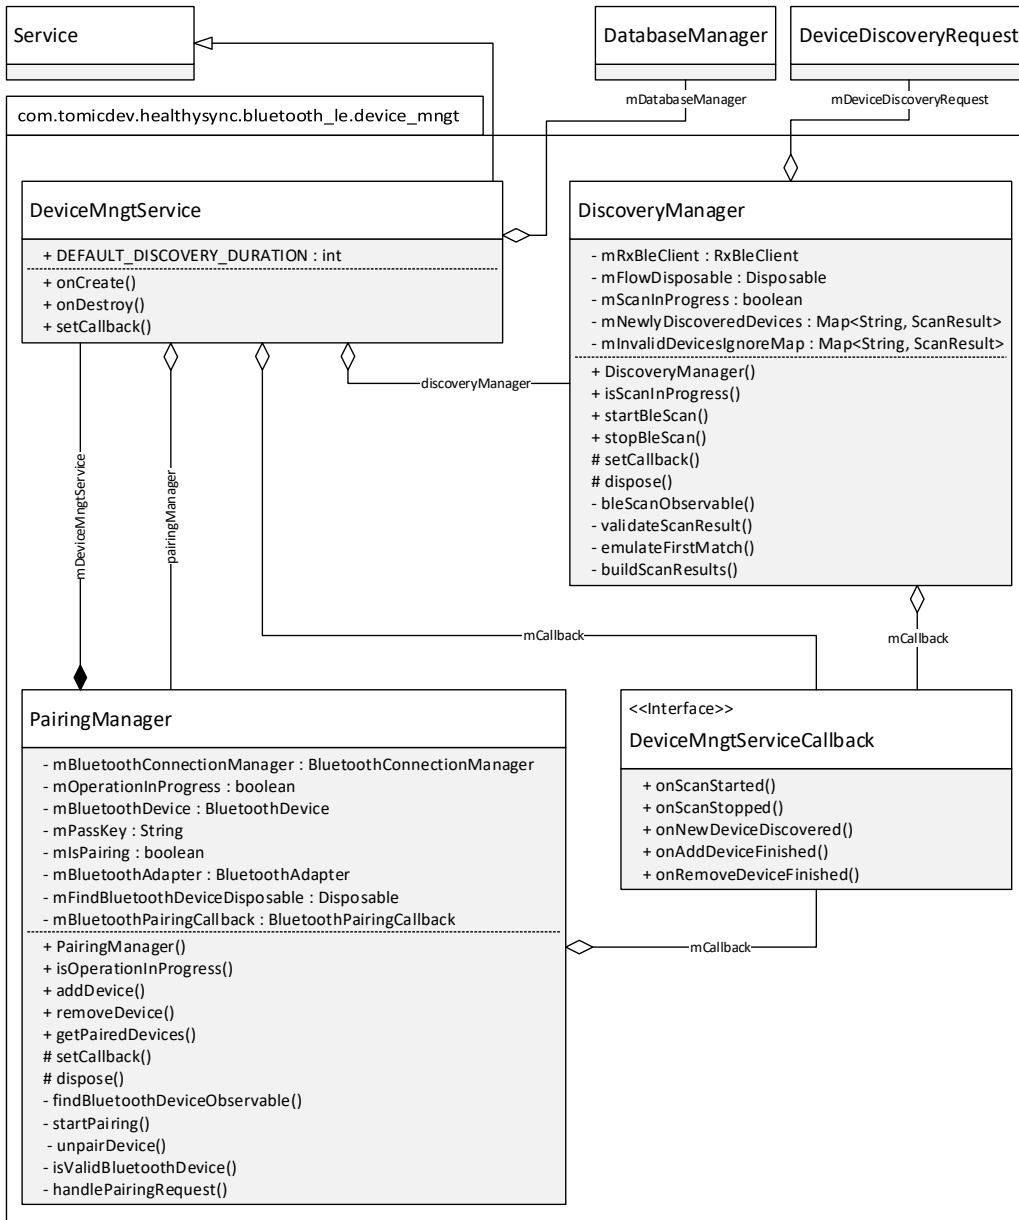 Service
DatabaseManager
DeviceDiscoveryRequest
mDatabaseManager
mDeviceDiscoveryRequest
com.tomicdev.healthysync.bluetooth_le.device_mngt
DeviceMngtService
+ DEFAULT_DISCOVERY_DURATION : int
+ onCreate()
+ onDestroy()
+ setCallback()
DiscoveryManager
- mRxBleClient : RxBleClient
- mFlowDisposable : Disposable
- mScanInProgress : boolean
- mNewlyDiscoveredDevices : Map<String, ScanResult>
- mInvalidDevicesIgnoreMap : Map<String, ScanResult>
+ DiscoveryManager()
+ isScanInProgress()
+ startBleScan()
+ stopBleScan()
# setCallback()
# dispose()
- bleScanObservable()
- validateScanResult()
- emulateFirstMatch()
- buildScanResults()
discoveryManager
mDeviceMngtService
pairingManager
mCallback
mCallback
PairingManager
- mBluetoothConnectionManager : BluetoothConnectionManager
- mOperationInProgress : boolean
- mBluetoothDevice : BluetoothDevice
- mPassKey : String
- mIsPairing : boolean
- mBluetoothAdapter : BluetoothAdapter
- mFindBluetoothDeviceDisposable : Disposable
- mBluetoothPairingCallback : BluetoothPairingCallback
+ PairingManager()
+ isOperationInProgress()
+ addDevice()
+ removeDevice()
+ getPairedDevices()
# setCallback()
# dispose()
- findBluetoothDeviceObservable()
- startPairing()
- unpairDevice()
- isValidBluetoothDevice()
- handlePairingRequest()
<<Interface>>
DeviceMngtServiceCallback
+ onScanStarted()
+ onScanStopped()
+ onNewDeviceDiscovered()
+ onAddDeviceFinished()
+ onRemoveDeviceFinished()
mCallback